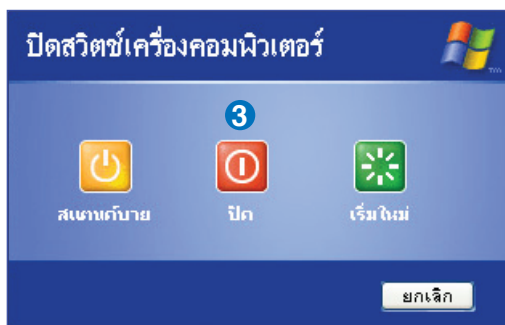 ปิดสวิตช์เครื่องคอมพิวเตอร์
3
สแตนด์บาย
ปิด
เริ่มใหม่
ยกเลิก